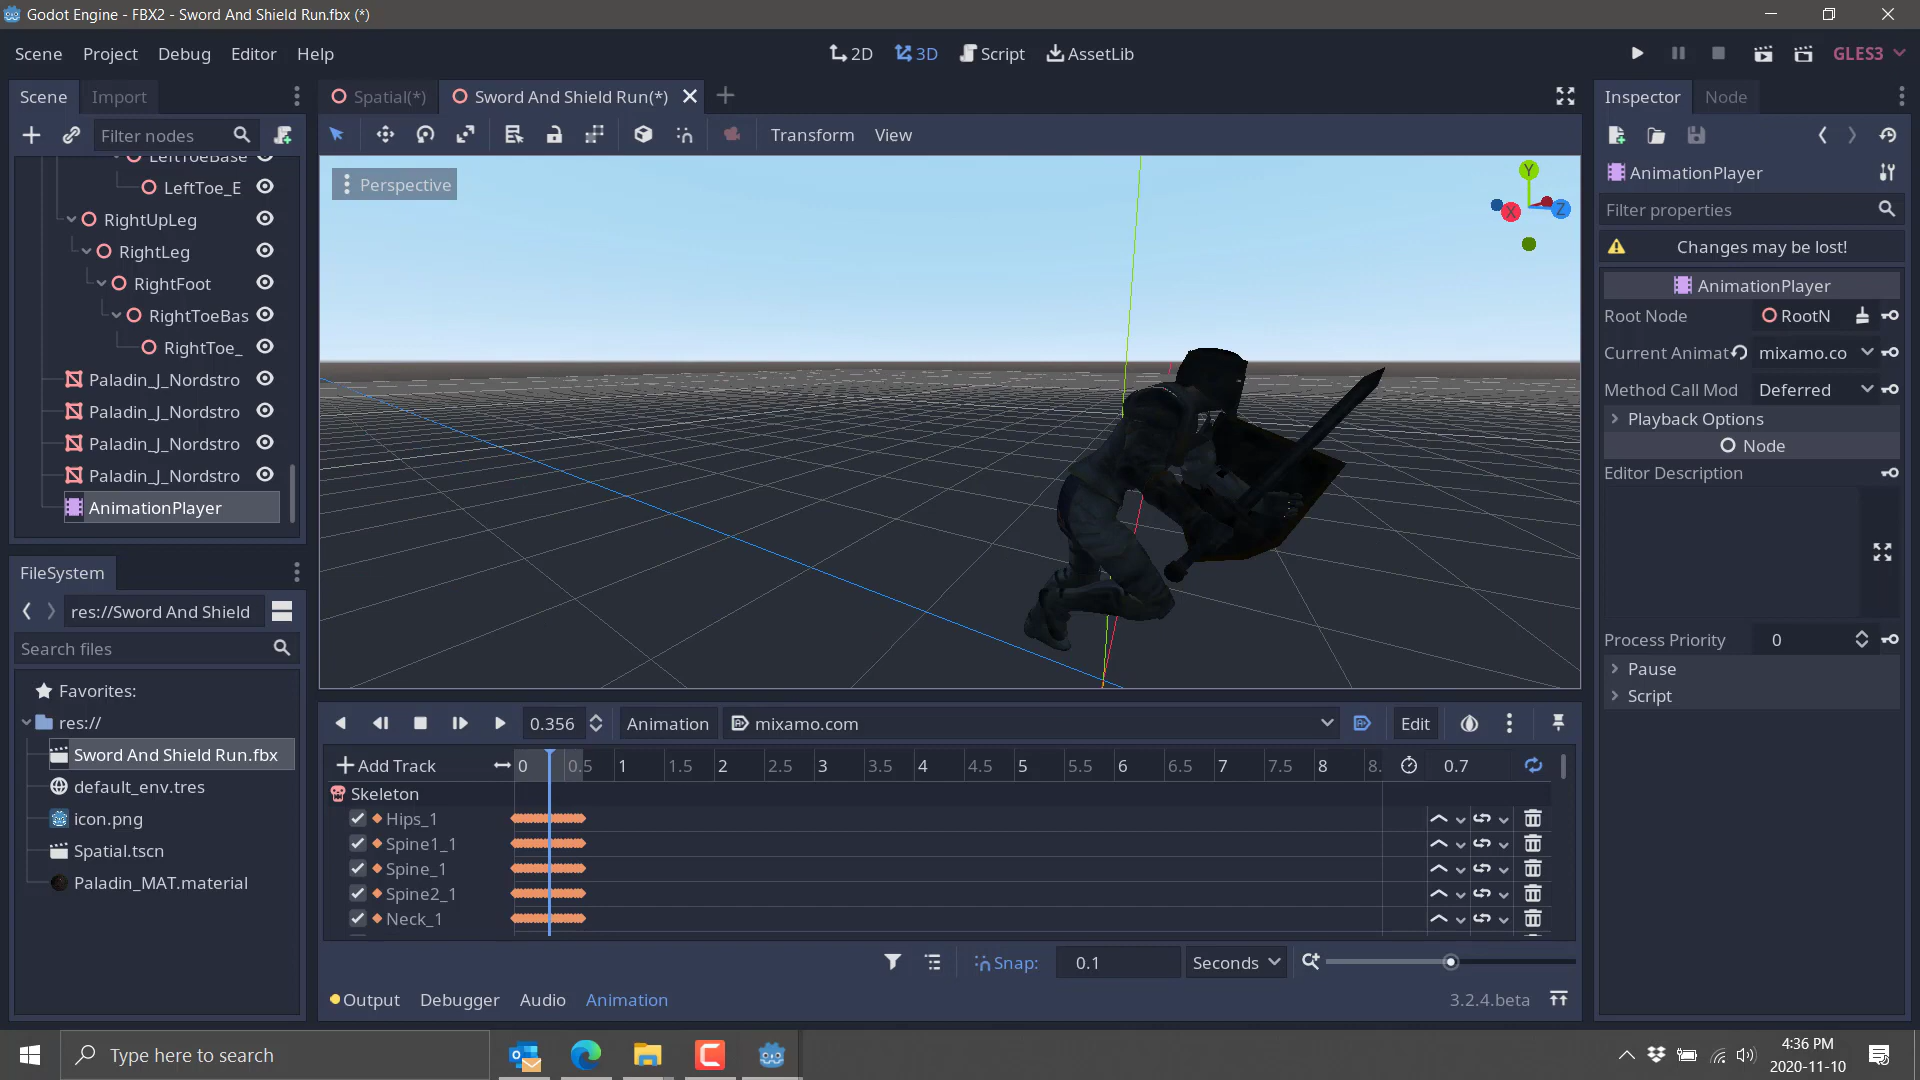 Godot Engine - FBX2 - Sword And Shield Run.fbx (*)
Scene Project Debug Editor Help
2D 3D Script AssetLib
GLES3
Scene Import
Spatial(*) Sword And Shield Run(*)
Inspector Node
Filter nodes
Transform View
LeftToeBase
LeftToe_E
RightUpLeg
RightLeg
RightFoot
RightToeBas
RightToe_
Paladin_J_Nordstro
Paladin_J_Nordstro
Paladin_J_Nordstro
Paladin_J_Nordstro
AnimationPlayer
FileSystem
res://Sword And Shield
Search files
Favorites:
res://
Sword And Shield Run.fbx
default_env.tres
icon.png
Spatial.tscn
Paladin_MAT.material
Perspective
Y
X
Z
0.356 Animation mixamo.com Edit
Add Track 0 0.5 1 1.5 2 2.5 3 3.5 4 4.5 5 5.5 6 6.5 7 7.5 8 8. 0.7
Skeleton
Hips_1
Spine1_1
Spine_1
Spine2_1
Neck_1
Snap: 0.1 Seconds
Output Debugger Audio Animation 3.2.4.beta
AnimationPlayer
Filter properties
Changes may be lost!
AnimationPlayer
Root Node RootN
Current Animat mixamo.co
Method Call Mod Deferred
Playback Options
Node
Editor Description
Process Priority 0
Pause
Script
Type here to search
4:36 PM
2020-11-10